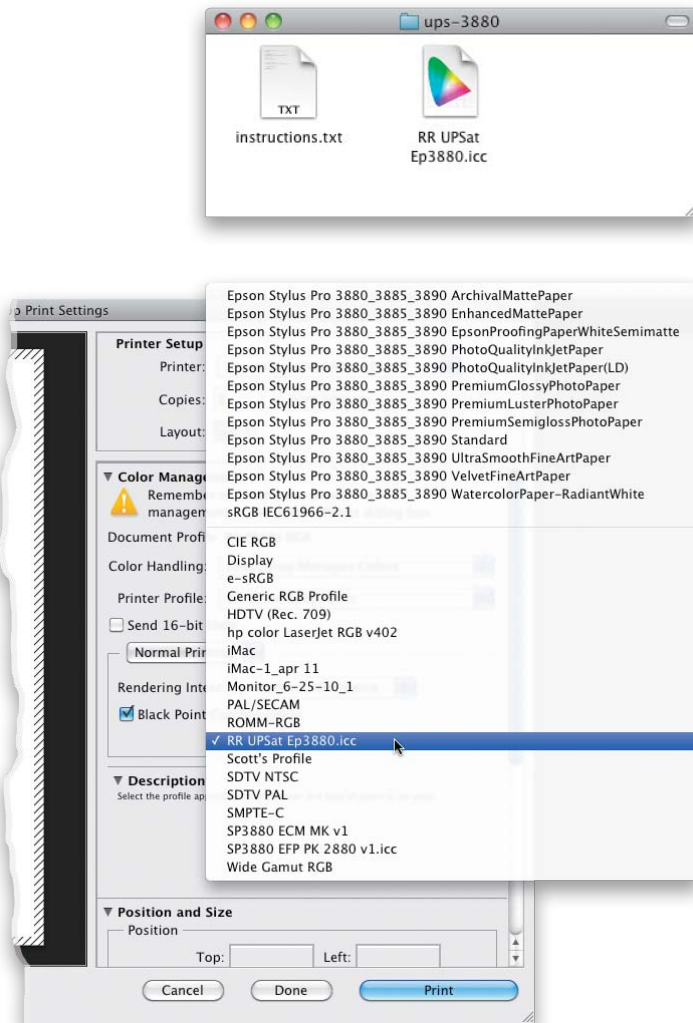 ups-3880
TXT
instructions.txt
RR UPSat
Ep3880.icc
Print Settings
Printer Setup
Printer:
Copies:
Layout:
Epson Stylus Pro 3880_3885_3890 ArchivalMattePaper
Epson Stylus Pro 3880_3885_3890 EnhancedMattePaper
Epson Stylus Pro 3880_3885_3890 EpsonProofingPaperWhiteSemimatte
Epson Stylus Pro 3880_3885_3890 PhotoQualityInkJetPaper
Epson Stylus Pro 3880_3885_3890 PhotoQualityInkJetPaper(LD)
Epson Stylus Pro 3880_3885_3890 PremiumGlossyPhotoPaper
Epson Stylus Pro 3880_3885_3890 PremiumLusterPhotoPaper
Epson Stylus Pro 3880_3885_3890 PremiumSemiglossPhotoPaper
Epson Stylus Pro 3880_3885_3890 Standard
Epson Stylus Pro 3880_3885_3890 UltraSmoothFineArtPaper
Epson Stylus Pro 3880_3885_3890 VelvetFineArtPaper
Epson Stylus Pro 3880_3885_3890 WatercolorPaper-RadiantWhite
sRGB IEC61966-2.1
CIE RGB
Display
e-sRGB
Generic RGB Profile
HDTV (Rec. 709)
hp color LaserJet RGB v402
iMac
iMac-1_apr 11
Monitor_6-25-10_1
PAL/SECAM
ROMM-RGB
✓ RR UPSat Ep3880.icc
Scott's Profile
SDTV NTSC
SDTV PAL
SMPTE-C
SP3880 ECM MK v1
SP3880 EFP PK 2880 v1.icc
Wide Gamut RGB
Color Manage
Remembe
managem
Document Profi
Color Handling:
Printer Profile:
Send 16-bit
Normal Prin
Rendering Inte
Black Point
Description
Select the profile ap
Position and Size
Position
Top:
Left:
Cancel
Done
Print